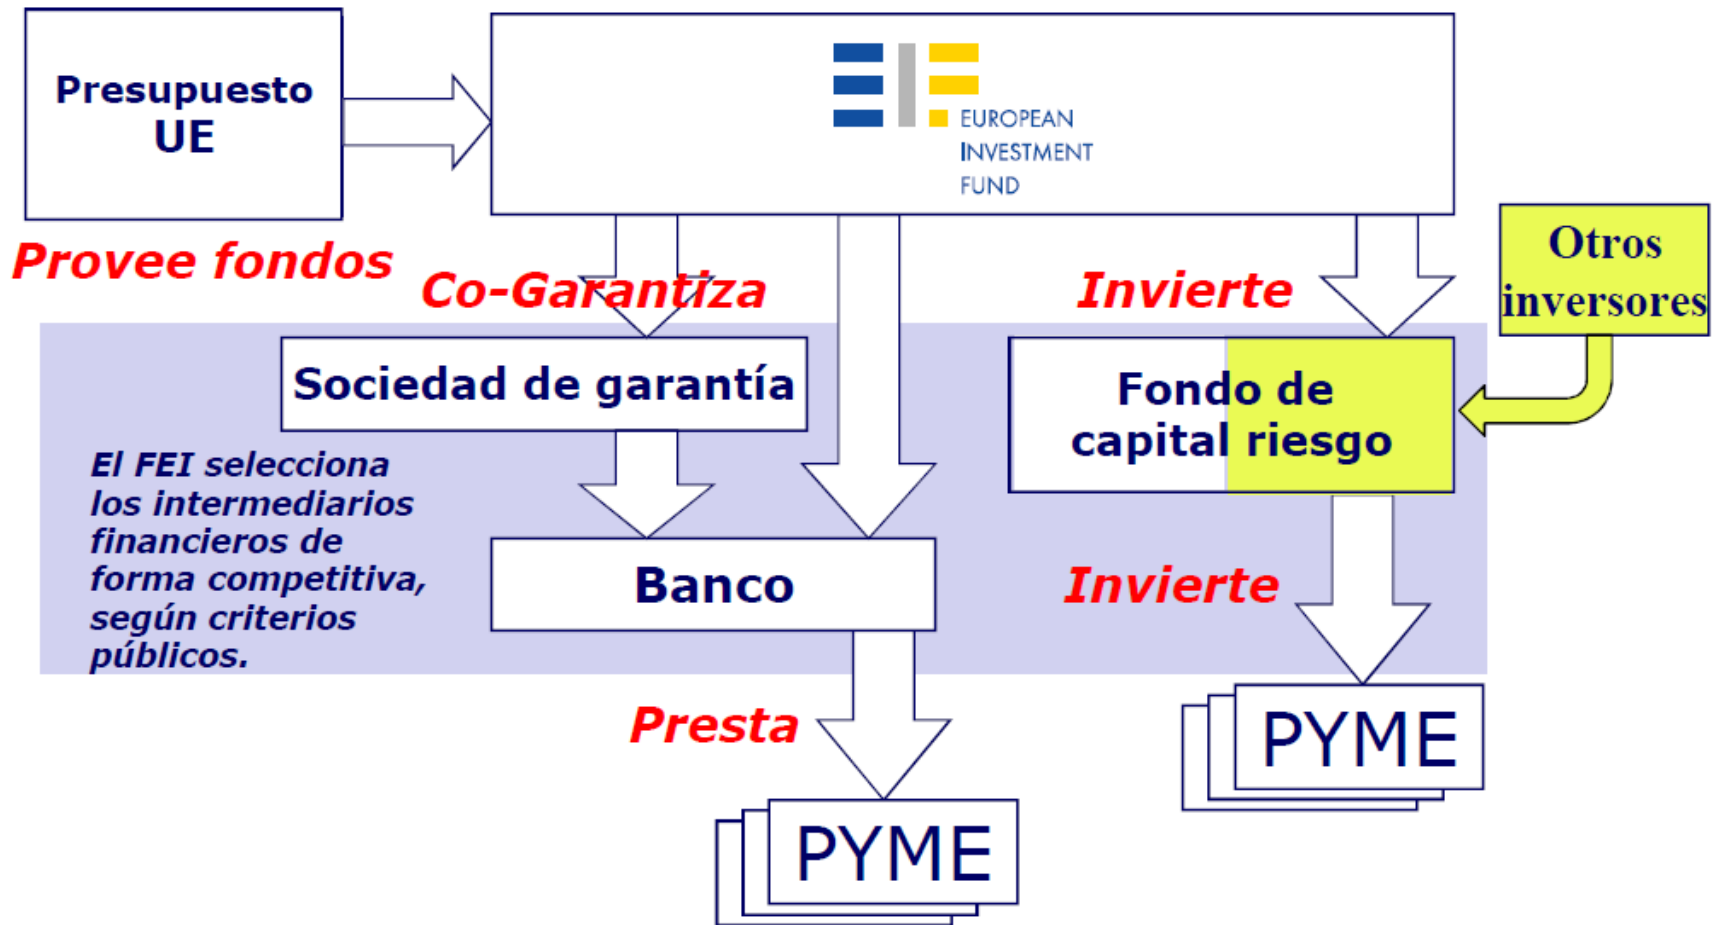 Presupuesto
UE
EUROPEAN
INVESTMENT
FUND
Provee fondos
Co-Garantiza
Invierte
Otros
inversores
Sociedad de garantía
Fondo de
capital riesgo
El FEI selecciona
los intermediarios
financieros de
forma competitiva,
según criterios
públicos.
Banco
Invierte
Presta
PYME
PYME